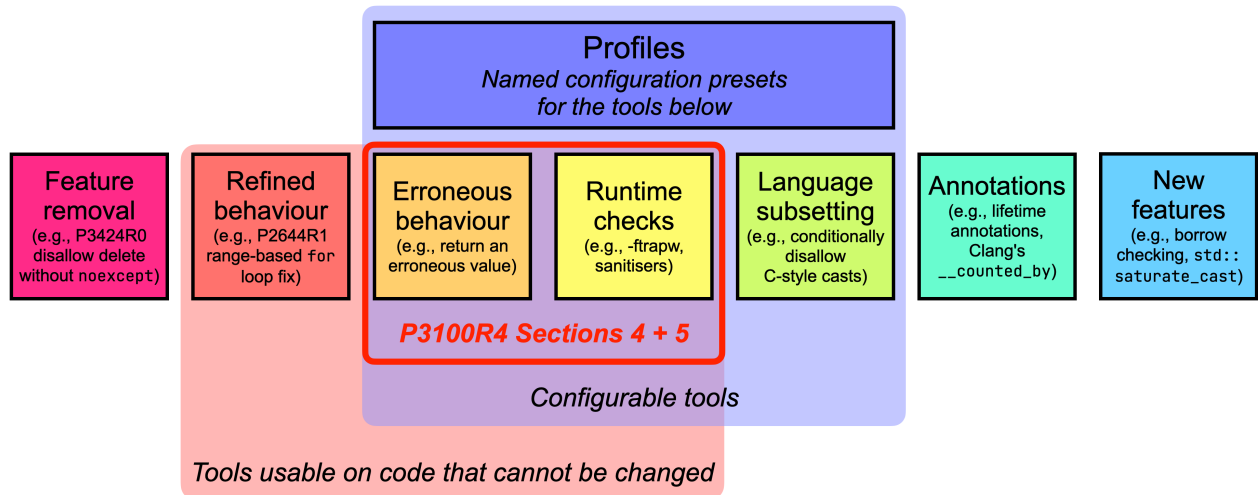 Profiles
Named configuration presets
for the tools below
Feature
removal
(e.g., P3424R0
disallow delete
without noexcept)
Refined
behaviour
(e.g., P2644R1
range-based for
loop fix)
Erroneous
behaviour
(e.g., return an
erroneous value)
Runtime
checks
(e.g., -ftrapw,
sanitisers)
Language
subsetting
(e.g., conditionally
disallow
C-style casts)
Annotations
(e.g., lifetime
annotations,
Clang's
__counted_by)
New
features
(e.g., borrow
checking, std::
saturate_cast)
P3100R4 Sections 4 + 5
Configurable tools
Tools usable on code that cannot be changed